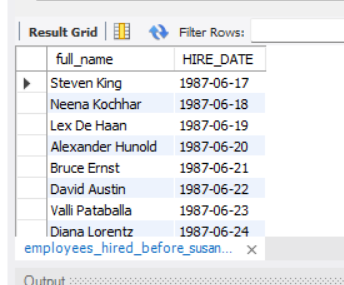 Result Grid Filter Rows:
full_name HIRE_DATE
Steven King 1987-06-17
Neena Kochhar 1987-06-18
Lex De Haan 1987-06-19
Alexander Hunold 1987-06-20
Bruce Ernst 1987-06-21
David Austin 1987-06-22
Valli Pataballa 1987-06-23
Diana Lorentz 1987-06-24
employees_hired_before_susan... ×
Output